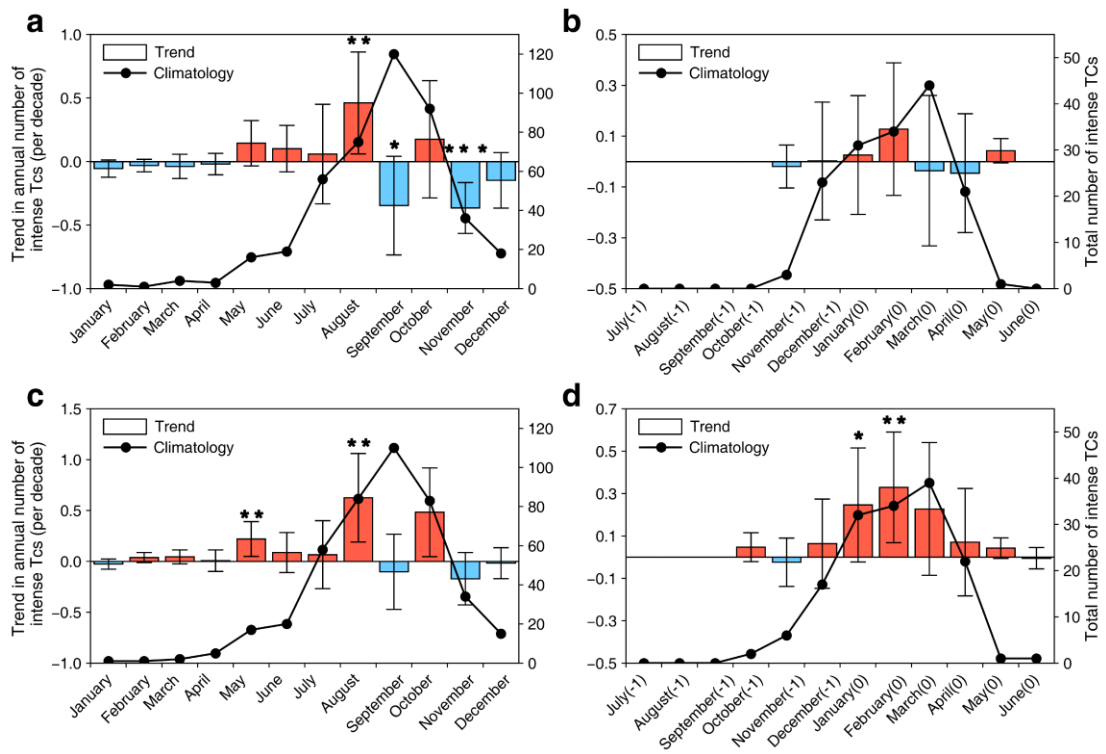 a
Trend in annual number of
intense Tcs (per decade)
1.0
0.5
0.0
−0.5
−1.0
Trend
Climatology
* *
*
* * *
120
100
80
60
40
20
0
January
February
March
April
May
June
July
August
September
October
November
December
b
0.5
0.3
0.1
−0.1
−0.3
−0.5
Trend
Climatology
50
40
30
20
10
0
Total number of intense TCs
July(-1)
August(-1)
September(-1)
October(-1)
November(-1)
December(-1)
January(0)
February(0)
March(0)
April(0)
May(0)
June(0)
c
Trend in annual number of
intense Tcs (per decade)
1.5
1.0
0.5
0.0
−0.5
−1.0
Trend
Climatology
* *
* *
120
100
80
60
40
20
0
January
February
March
April
May
June
July
August
September
October
November
December
d
0.7
0.5
0.3
0.1
−0.1
−0.3
−0.5
Trend
Climatology
*
* *
50
40
30
20
10
0
Total number of intense TCs
July(-1)
August(-1)
September(-1)
October(-1)
November(-1)
December(-1)
January(0)
February(0)
March(0)
April(0)
May(0)
June(0)